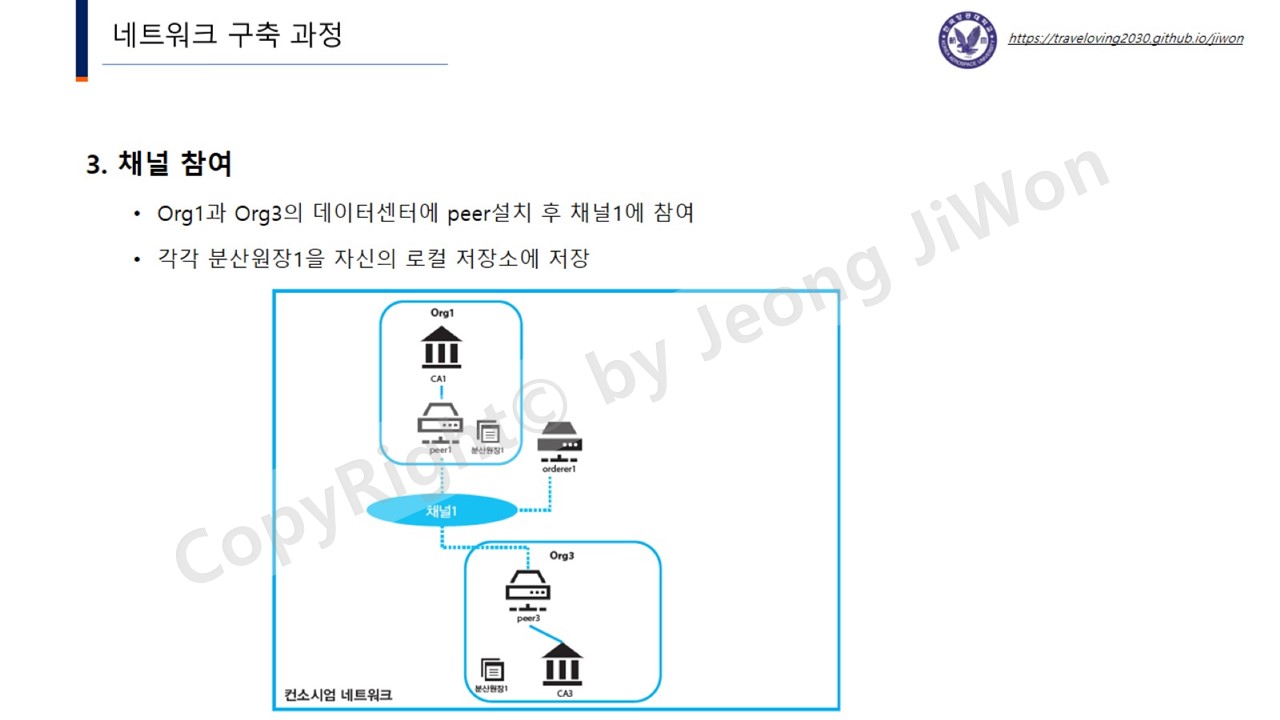 네트워크 구축 과정
https://traveloving2030.github.io/jiwon
3. 채널 참여
• Org1과 Org3의 데이터센터에 peer설치 후 채널1에 참여
• 각각 분산원장1을 자신의 로컬 저장소에 저장
Org1
CA1
peer1
분산원장1
orderer1
채널1
Org3
peer3
분산원장1
CA3
컨소시엄 네트워크
CopyRight© by Jeong JiWon